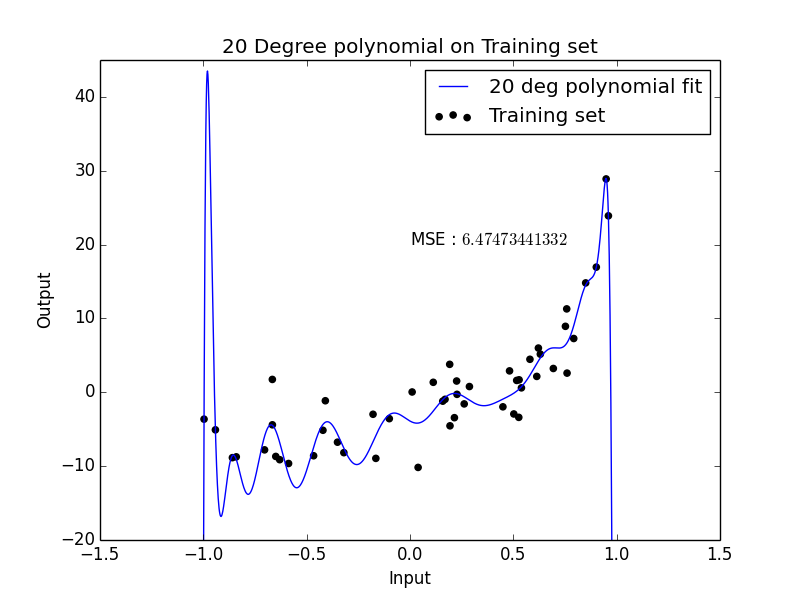 20 Degree polynomial on Training set
20 deg polynomial fit
Training set
MSE : 6.47473441332
Output
40
30
20
10
0
−10
−20
−1.5 −1.0 −0.5 0.0 0.5 1.0 1.5
Input